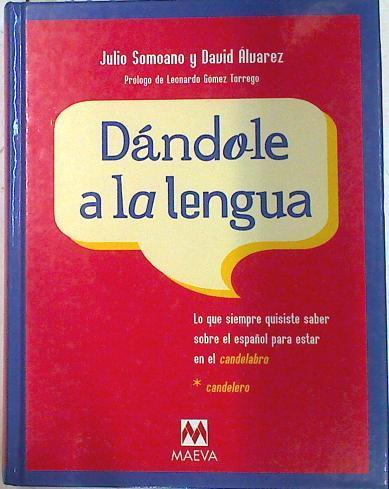 Julio Somoano y David Álvarez
Prólogo de Leonardo Gómez Torrego
Dándole
a la lengua
Lo que siempre quisiste saber
sobre el español para estar
en el candelabro
* candelero
MAEVA